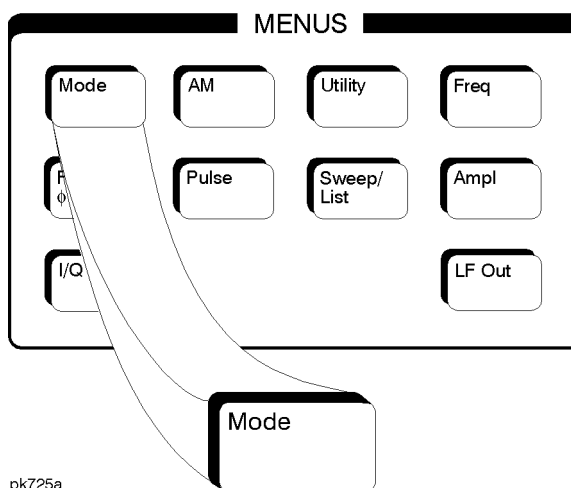 MENUS
Mode
AM
Utility
Freq
F
ϕ
Pulse
Sweep/
List
Ampl
I/Q
LF Out
Mode
pk725a